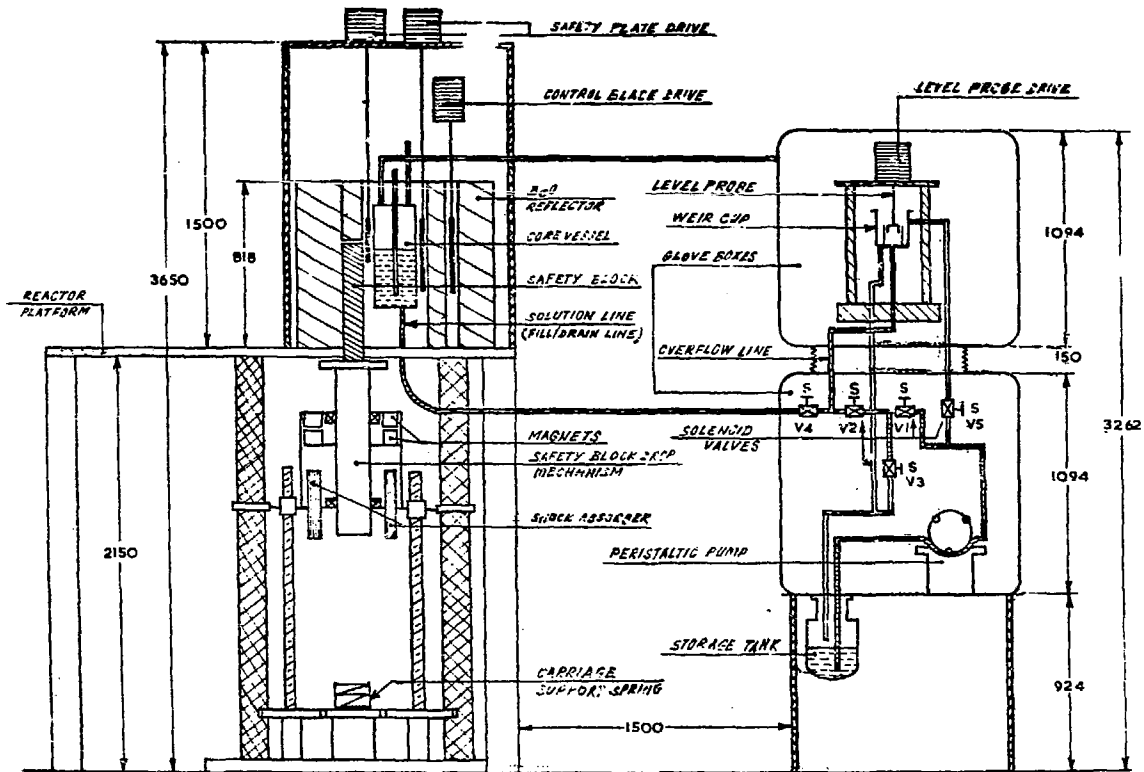 SAFETY PLATE DRIVE
CONTROL BLADE DRIVE
LEVEL PROBE DRIVE
BeO
REFLECTOR
LEVEL PROBE
WEIR CUP
CORE VESSEL
GLOVE BOXES
SAFETY BLOCK
REACTOR
PLATFORM
SOLUTION LINE
(FILL/DRAIN LINE)
OVERFLOW LINE
1500
3650
818
1094
150
3262
S
S
S
S
V4
V2
V1
V5
SOLENOID
VALVES
S
V3
MAGNETS
SAFETY BLOCK DROP
MECHANISM
SHOCK ABSORBER
2150
1094
PERISTALTIC PUMP
STORAGE TANK
CARRIAGE
SUPPORT SPRING
924
1500